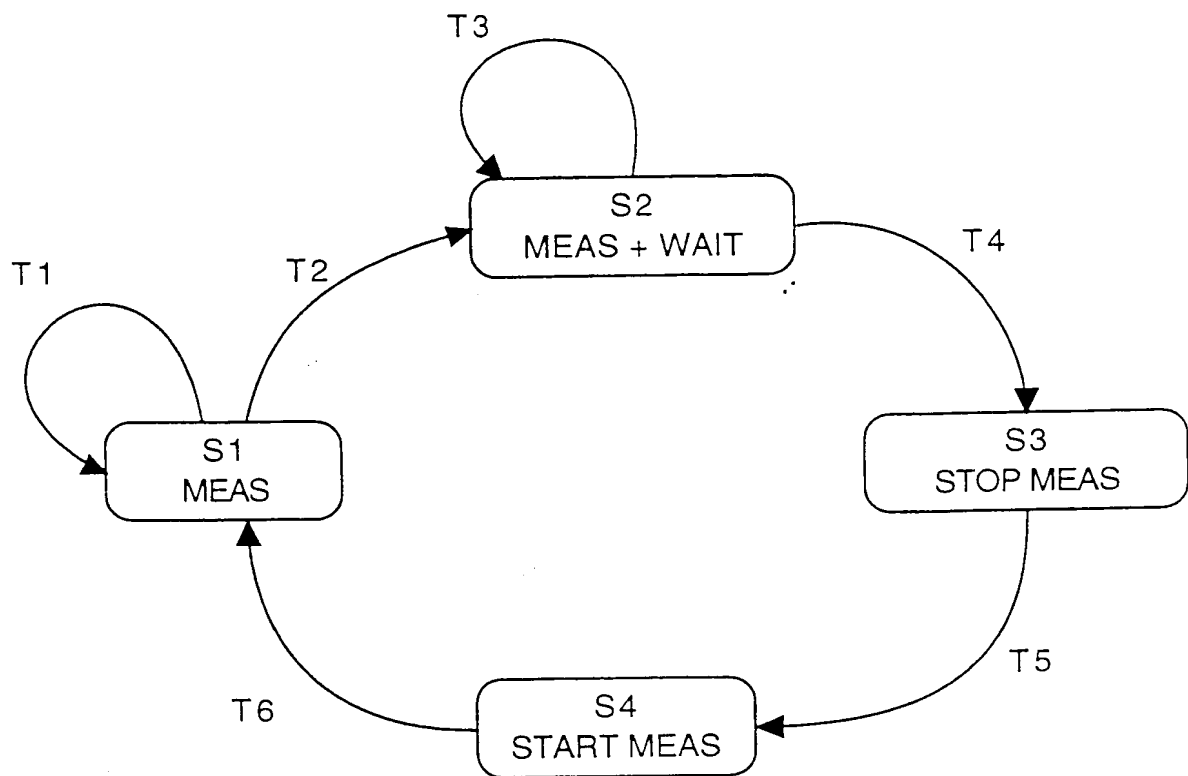 T3
S2
MEAS + WAIT
T4
T2
T1
S1
MEAS
S3
STOP MEAS
T5
T6
S4
START MEAS